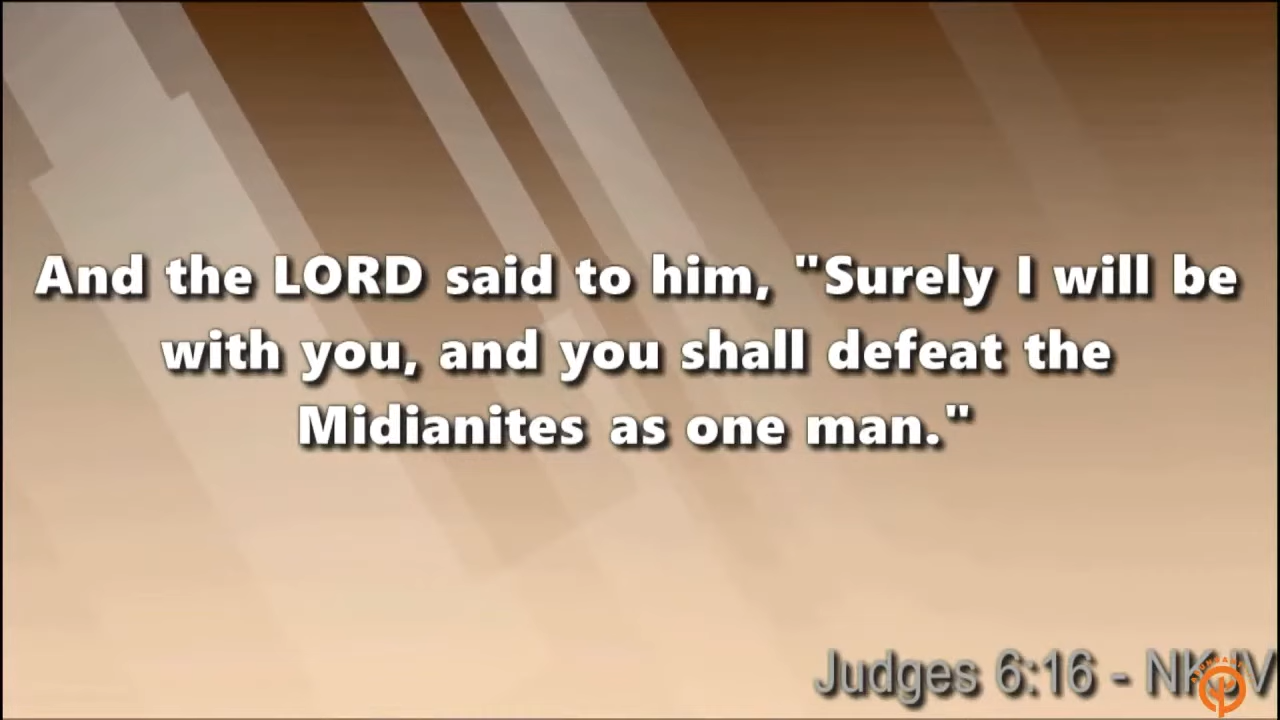 And the LORD said to him, "Surely I will be
with you, and you shall defeat the
Midianites as one man."
Judges 6:16 - NKJV